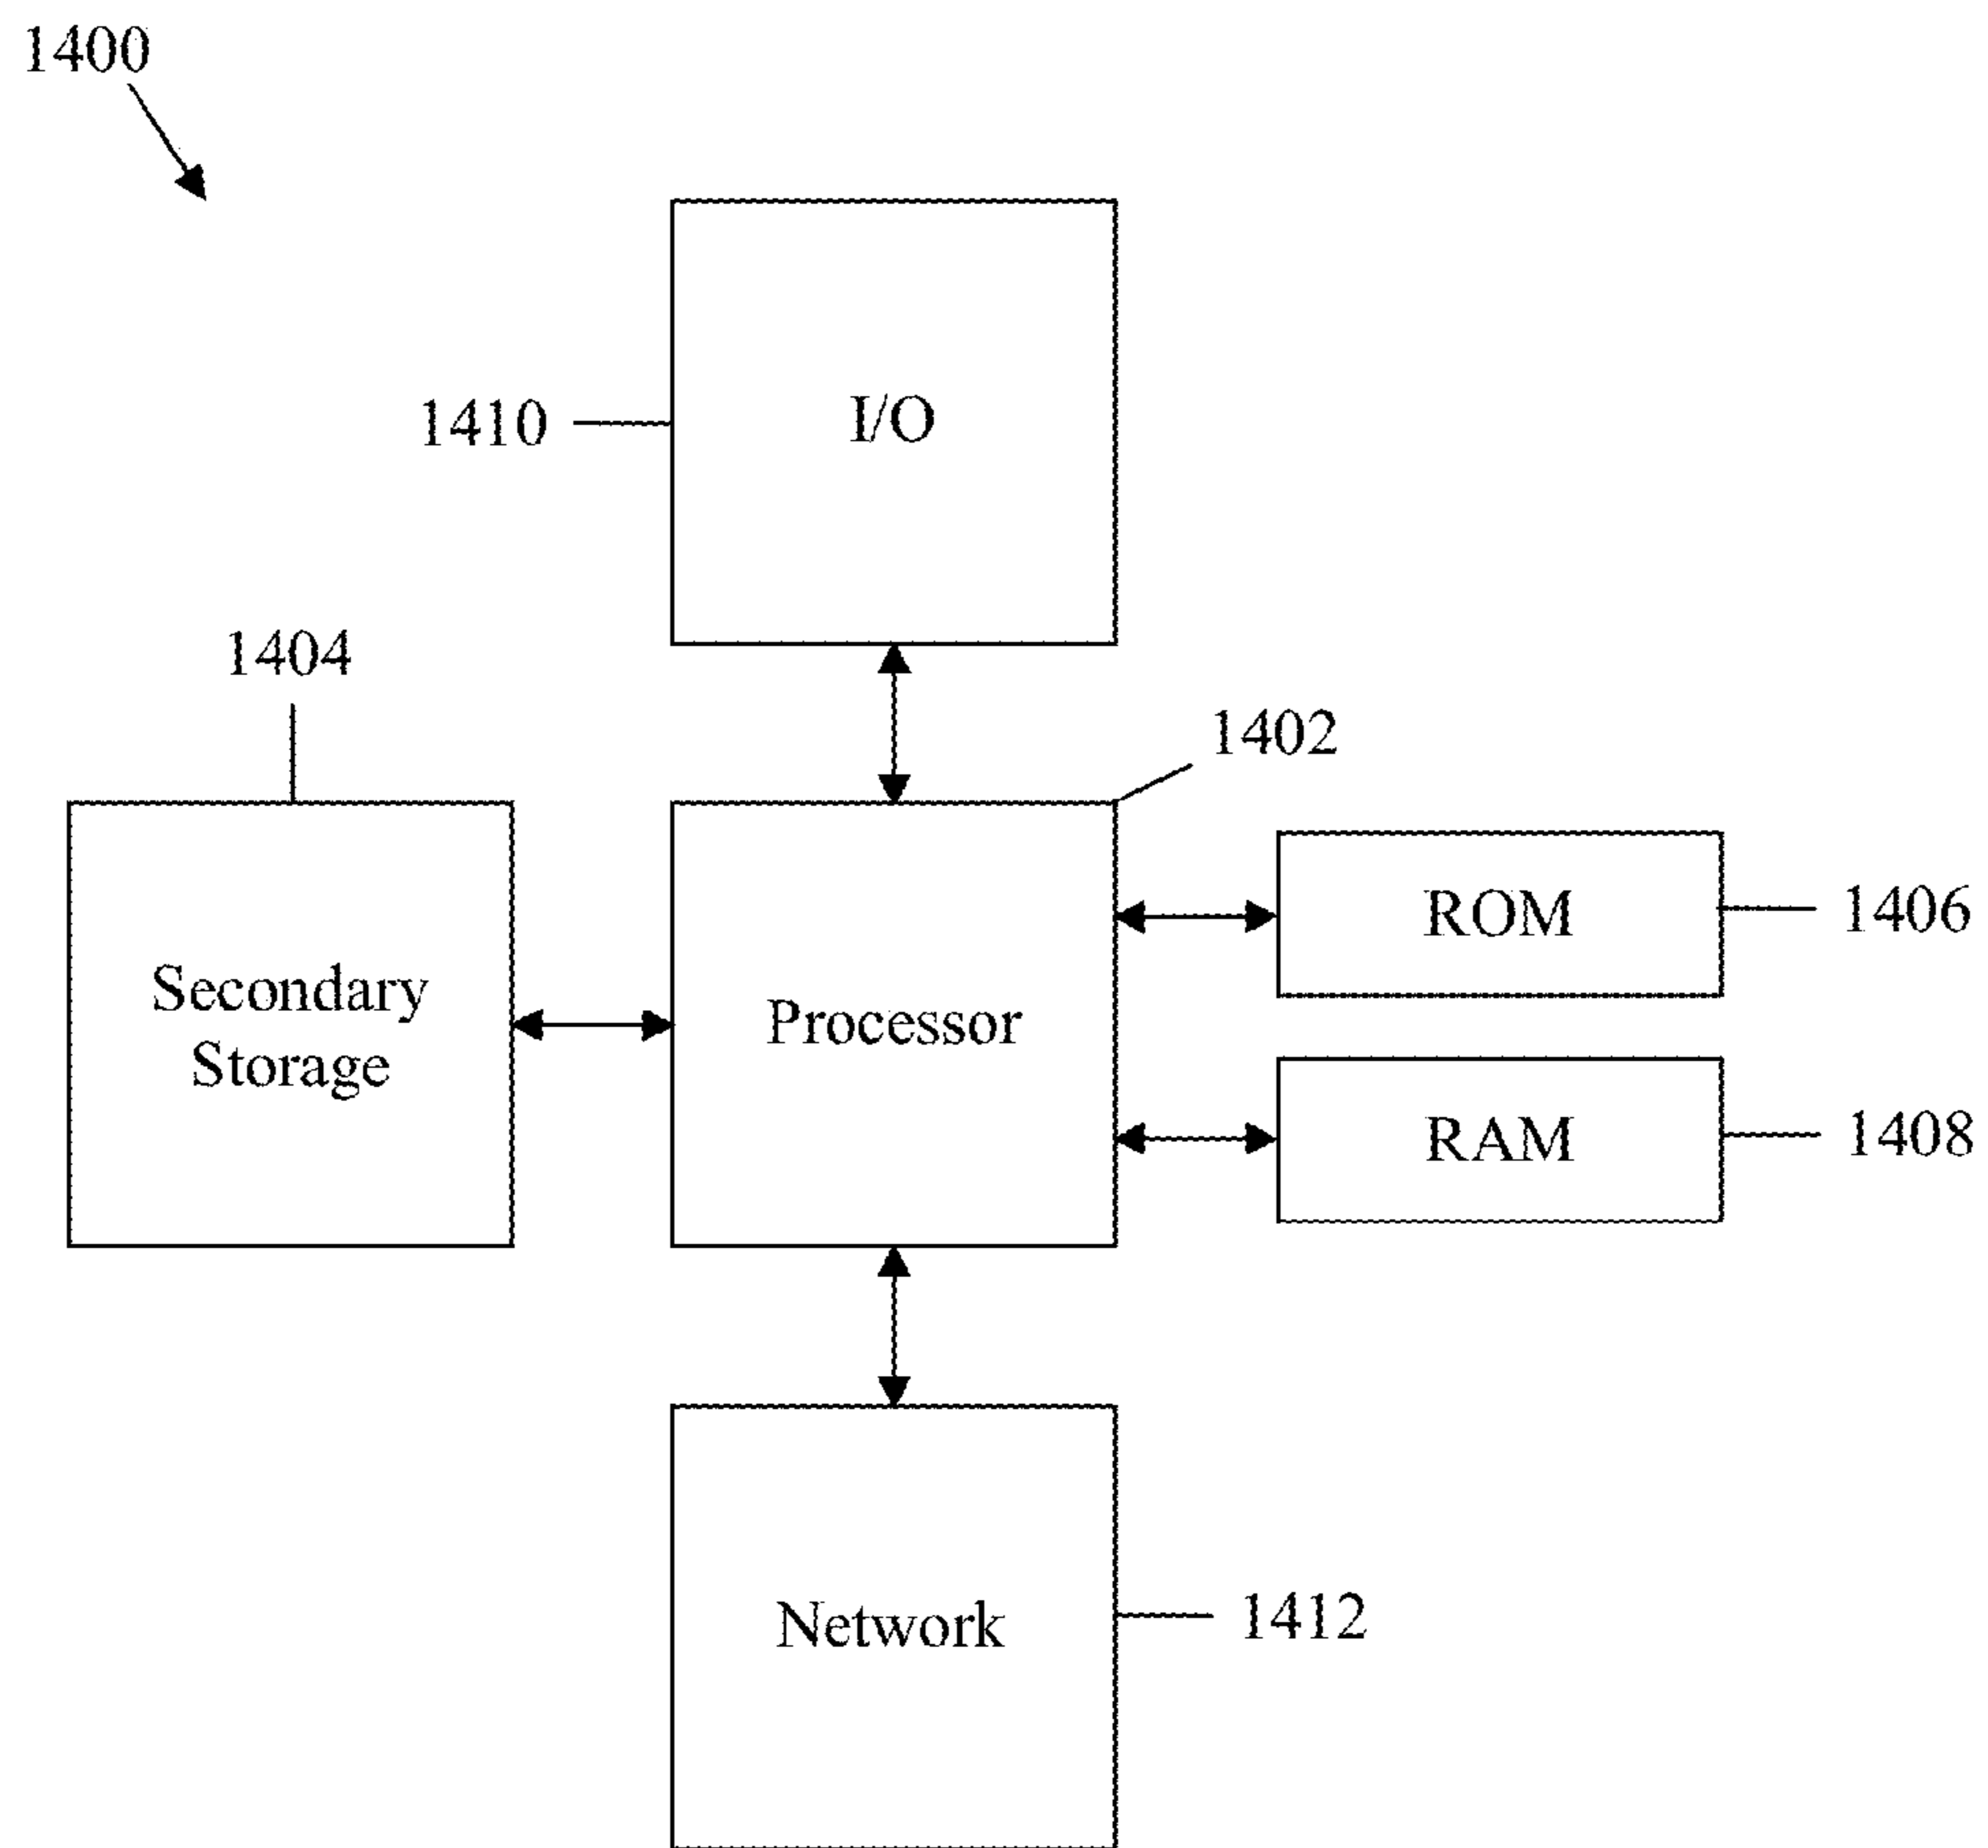 1400
1410
I/O
1404
1402
ROM
1406
Secondary
Storage
Processor
RAM
1408
Network
1412